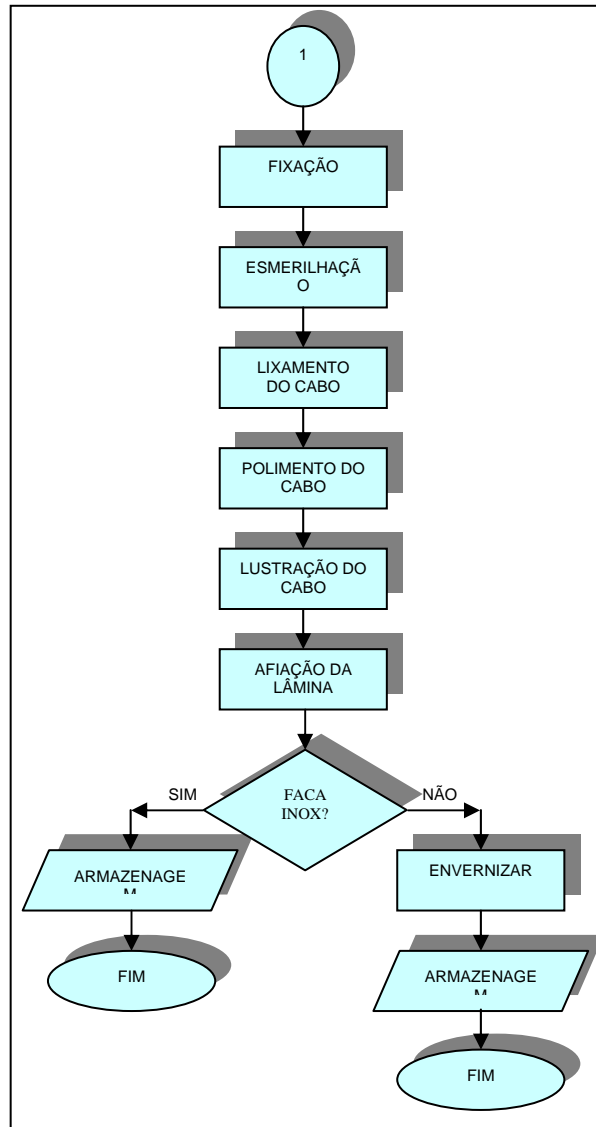 1
FIXAÇÃO
ESMERILHAÇÃ
O
LIXAMENTO
DO CABO
POLIMENTO DO
CABO
LUSTRAÇÃO DO
CABO
AFIAÇÃO DA
LÂMINA
FACA
INOX?
SIM
NÃO
ARMAZENAGE
M
FIM
ENVERNIZAR
ARMAZENAGE
M
FIM